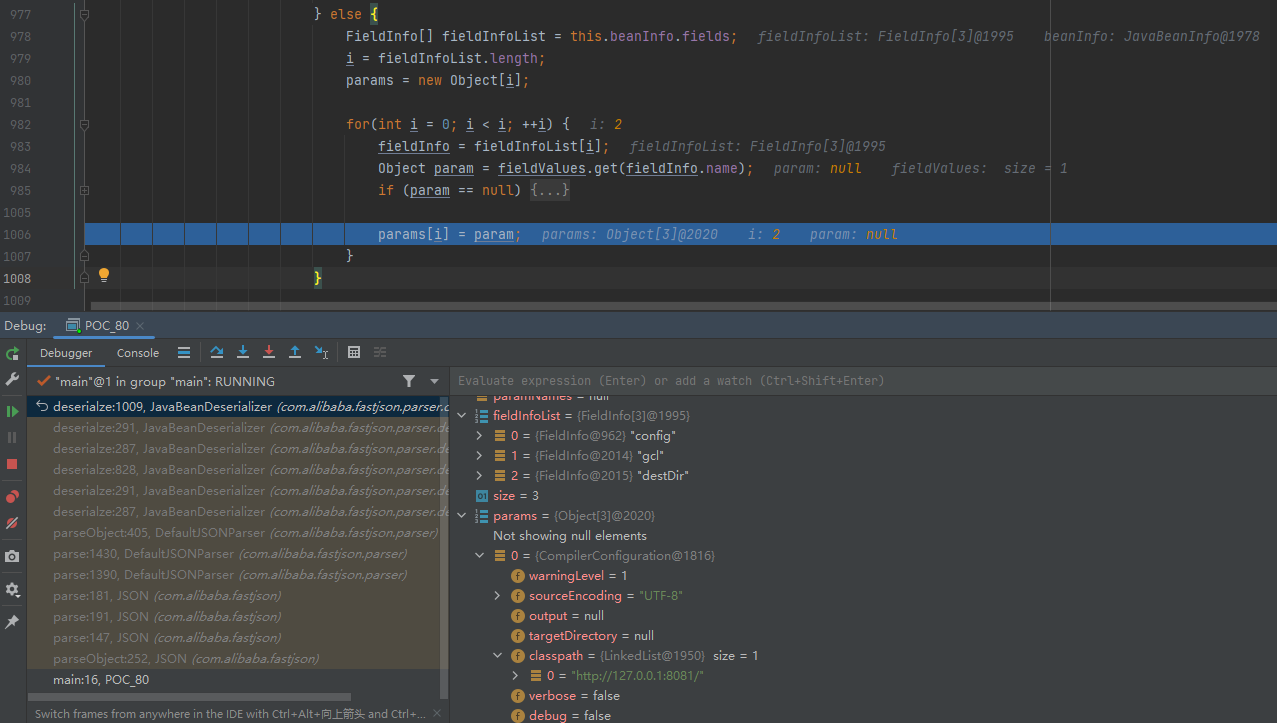 977 } else {
978 FieldInfo[] fieldInfoList = this.beanInfo.fields; fieldInfoList: FieldInfo[3]@1995 beanInfo: JavaBeanInfo@1978
979 i = fieldInfoList.length;
980 params = new Object[i];
981
982 for(int i = 0; i < i; ++i) { i: 2
983 fieldInfo = fieldInfoList[i]; fieldInfoList: FieldInfo[3]@1995
984 Object param = fieldValues.get(fieldInfo.name); param: null fieldValues: size = 1
985 if (param == null) {...}
1005
1006 params[i] = param; params: Object[3]@2020 i: 2 param: null
1007 }
1008 }
1009
Debug: POC_80
Debugger Console
"main"@1 in group "main": RUNNING
Evaluate expression (Enter) or add a watch (Ctrl+Shift+Enter)
deserialze:1009, JavaBeanDeserializer (com.alibaba.fastjson.parser.d
deserialze:291, JavaBeanDeserializer (com.alibaba.fastjson.parser.de
deserialze:287, JavaBeanDeserializer (com.alibaba.fastjson.parser.de
deserialze:828, JavaBeanDeserializer (com.alibaba.fastjson.parser.de
deserialze:291, JavaBeanDeserializer (com.alibaba.fastjson.parser.de
deserialze:287, JavaBeanDeserializer (com.alibaba.fastjson.parser.de
parseObject:405, DefaultJSONParser (com.alibaba.fastjson.parser)
parse:1430, DefaultJSONParser (com.alibaba.fastjson.parser)
parse:1390, DefaultJSONParser (com.alibaba.fastjson.parser)
parse:181, JSON (com.alibaba.fastjson)
parse:191, JSON (com.alibaba.fastjson)
parse:147, JSON (com.alibaba.fastjson)
parseObject:252, JSON (com.alibaba.fastjson)
main:16, POC_80
Switch frames from anywhere in the IDE with Ctrl+Alt+向上箭头 and Ctrl+...
paramNames = null
fieldInfoList = {FieldInfo[3]@1995}
0 = {FieldInfo@962} "config"
1 = {FieldInfo@2014} "gcl"
2 = {FieldInfo@2015} "destDir"
01 size = 3
params = {Object[3]@2020}
Not showing null elements
0 = {CompilerConfiguration@1816}
f warningLevel = 1
f sourceEncoding = "UTF-8"
f output = null
f targetDirectory = null
f classpath = {LinkedList@1950} size = 1
0 = "http://127.0.0.1:8081/"
f verbose = false
f debug = false